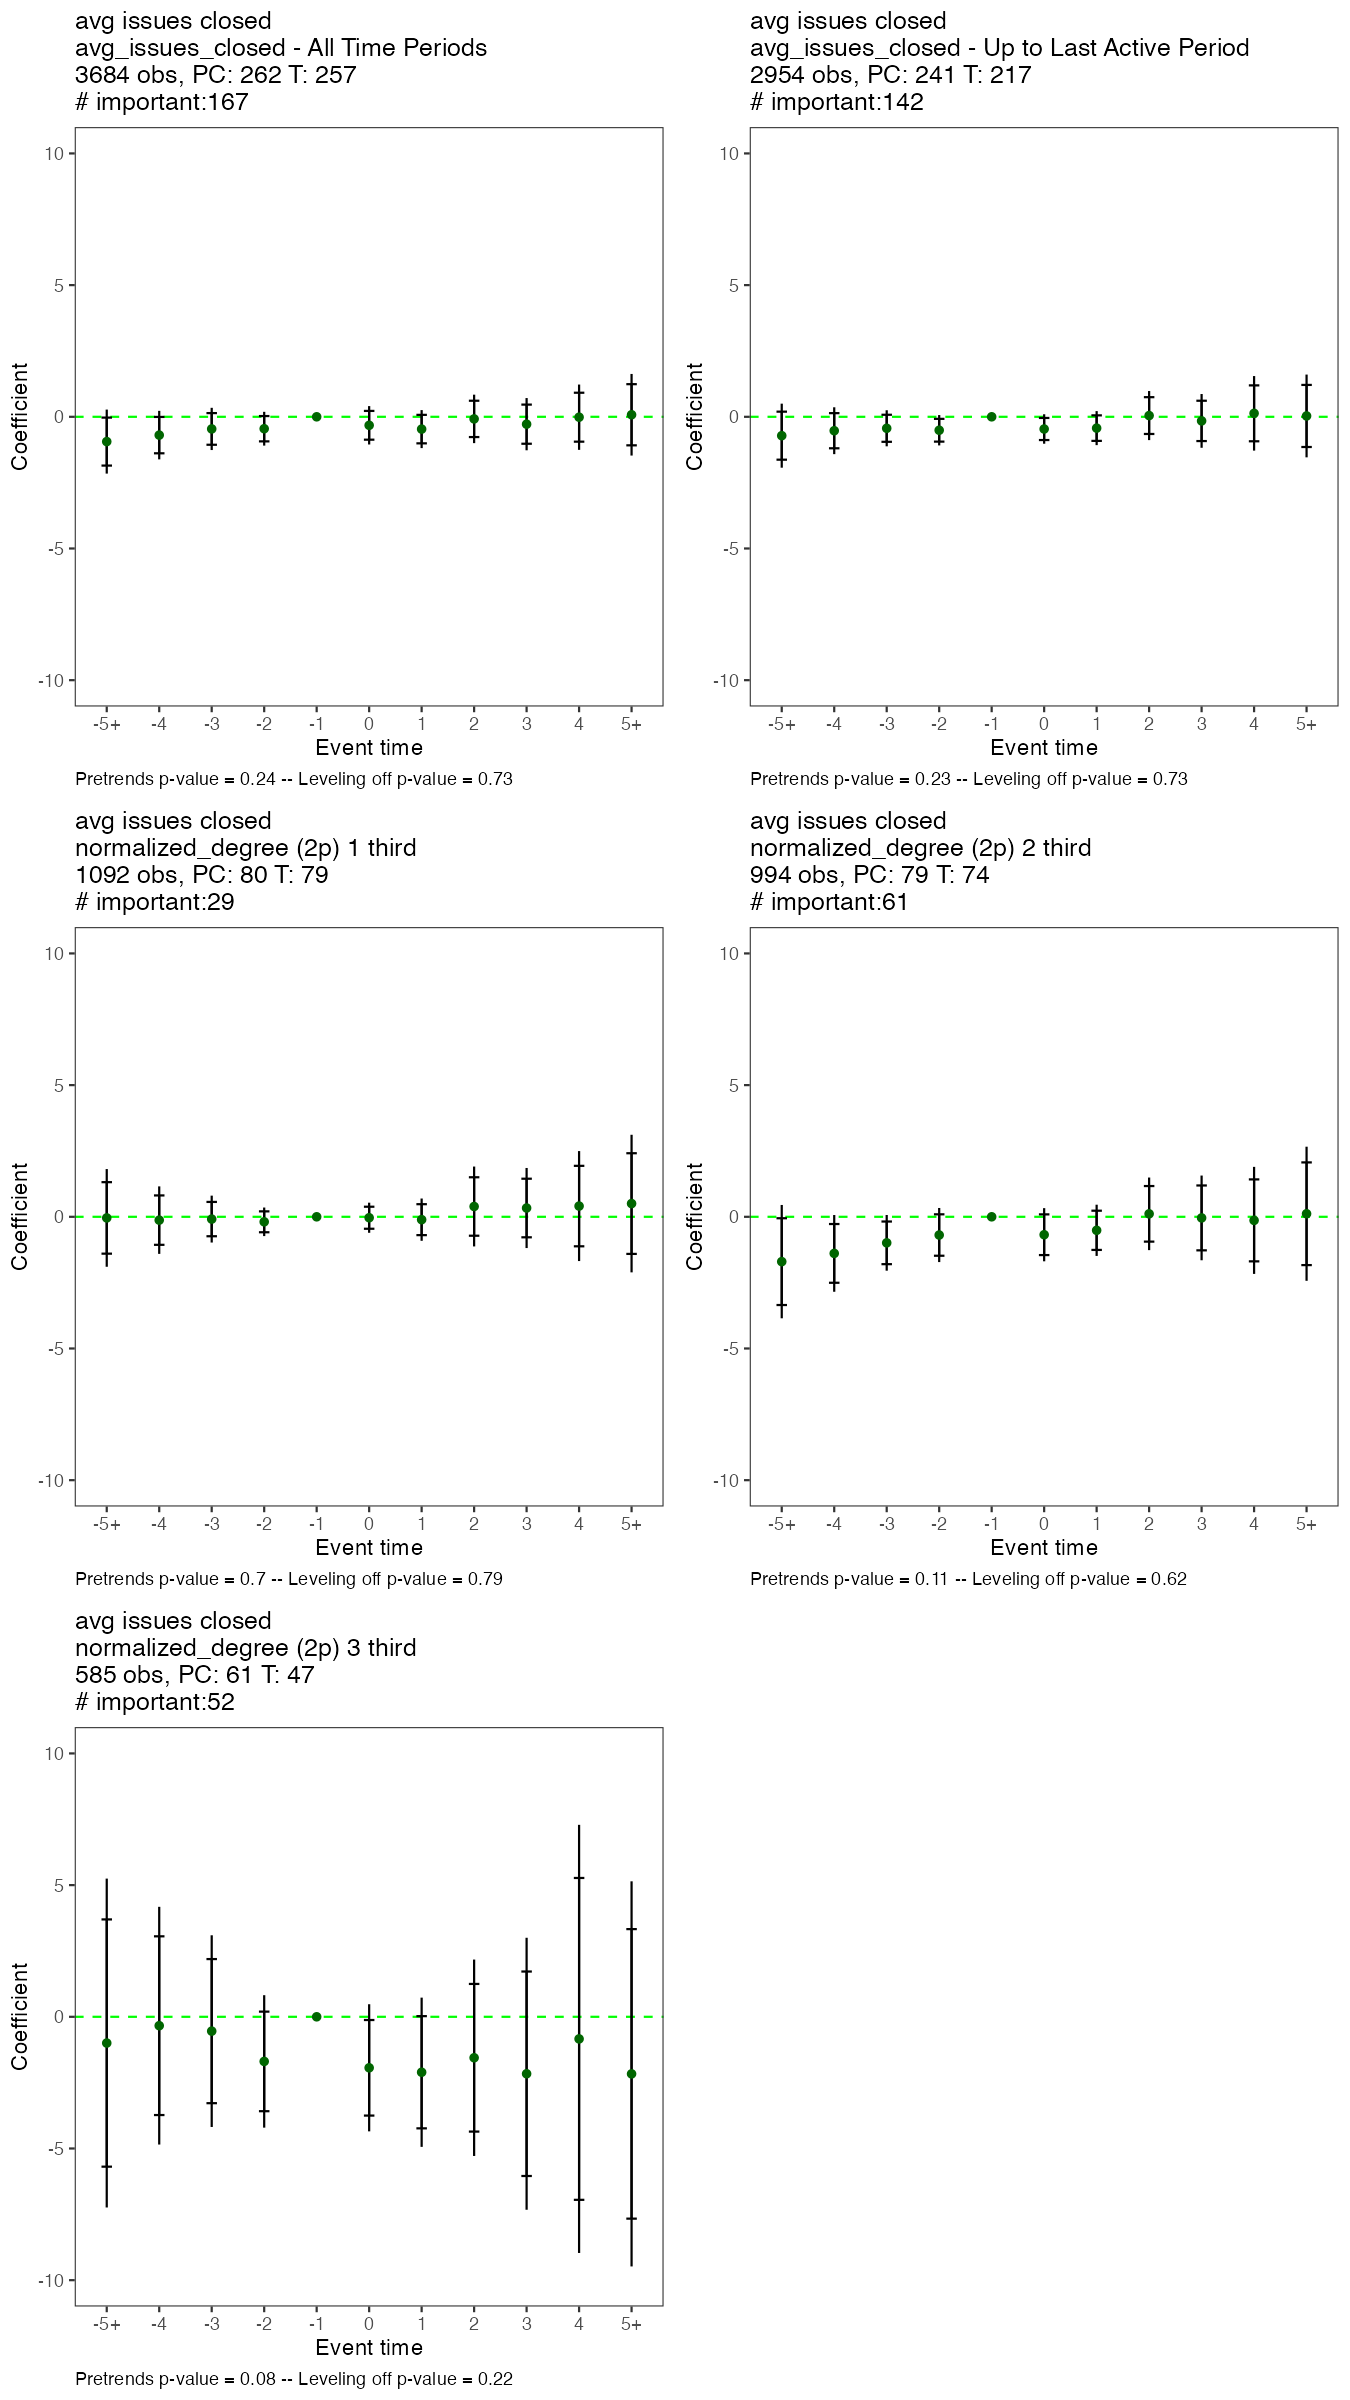 avg issues closed
avg_issues_closed - All Time Periods
3684 obs, PC: 262 T: 257
# important:167
10
5
0
-5
-10
Coefficient
-5+ -4 -3 -2 -1 0 1 2 3 4 5+
Event time
Pretrends p-value = 0.24 -- Leveling off p-value = 0.73
avg issues closed
avg_issues_closed - Up to Last Active Period
2954 obs, PC: 241 T: 217
# important:142
10
5
0
-5
-10
Coefficient
-5+ -4 -3 -2 -1 0 1 2 3 4 5+
Event time
Pretrends p-value = 0.23 -- Leveling off p-value = 0.73
avg issues closed
normalized_degree (2p) 1 third
1092 obs, PC: 80 T: 79
# important:29
10
5
0
-5
-10
Coefficient
-5+ -4 -3 -2 -1 0 1 2 3 4 5+
Event time
Pretrends p-value = 0.7 -- Leveling off p-value = 0.79
avg issues closed
normalized_degree (2p) 2 third
994 obs, PC: 79 T: 74
# important:61
10
5
0
-5
-10
Coefficient
-5+ -4 -3 -2 -1 0 1 2 3 4 5+
Event time
Pretrends p-value = 0.11 -- Leveling off p-value = 0.62
avg issues closed
normalized_degree (2p) 3 third
585 obs, PC: 61 T: 47
# important:52
10
5
0
-5
-10
Coefficient
-5+ -4 -3 -2 -1 0 1 2 3 4 5+
Event time
Pretrends p-value = 0.08 -- Leveling off p-value = 0.22